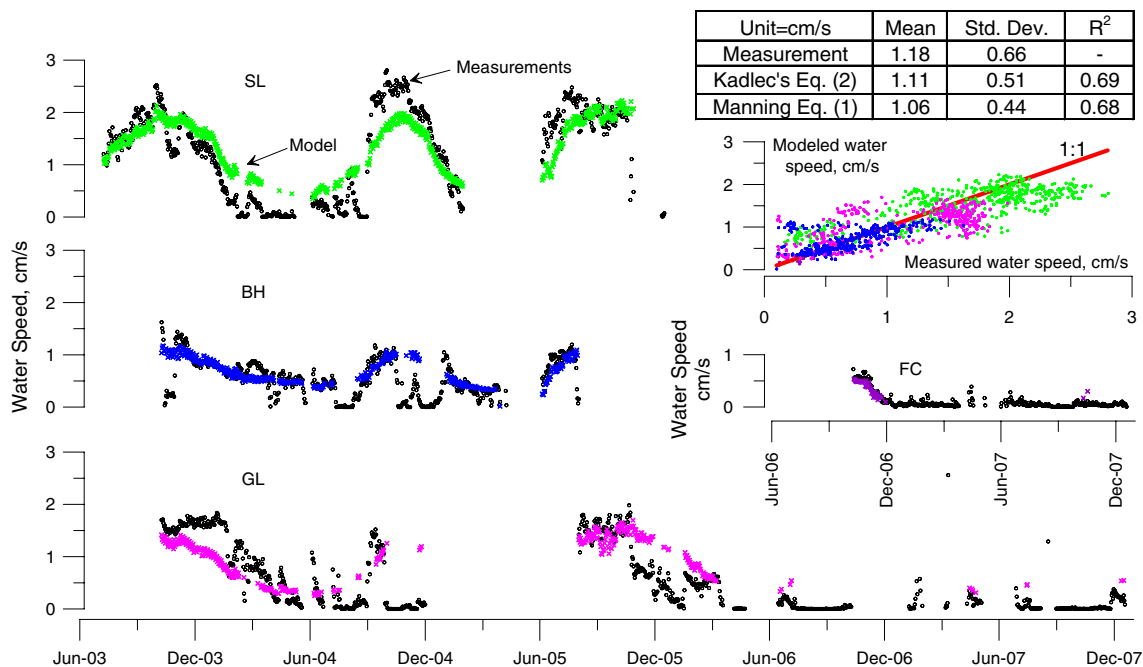 Unit=cm/s Mean Std. Dev. R²
Measurement 1.18 0.66 -
Kadlec's Eq. (2) 1.11 0.51 0.69
Manning Eq. (1) 1.06 0.44 0.68
3
2
1
0
SL
Measurements
Model
Modeled water
speed, cm/s
1:1
3
2
1
0
Measured water speed, cm/s
0 1 2 3
Water Speed, cm/s
3
2
1
0
BH
Water Speed
cm/s
1
0
FC
Jun-06 Dec-06 Jun-07 Dec-07
3
2
1
0
GL
Jun-03 Dec-03 Jun-04 Dec-04 Jun-05 Dec-05 Jun-06 Dec-06 Jun-07 Dec-07